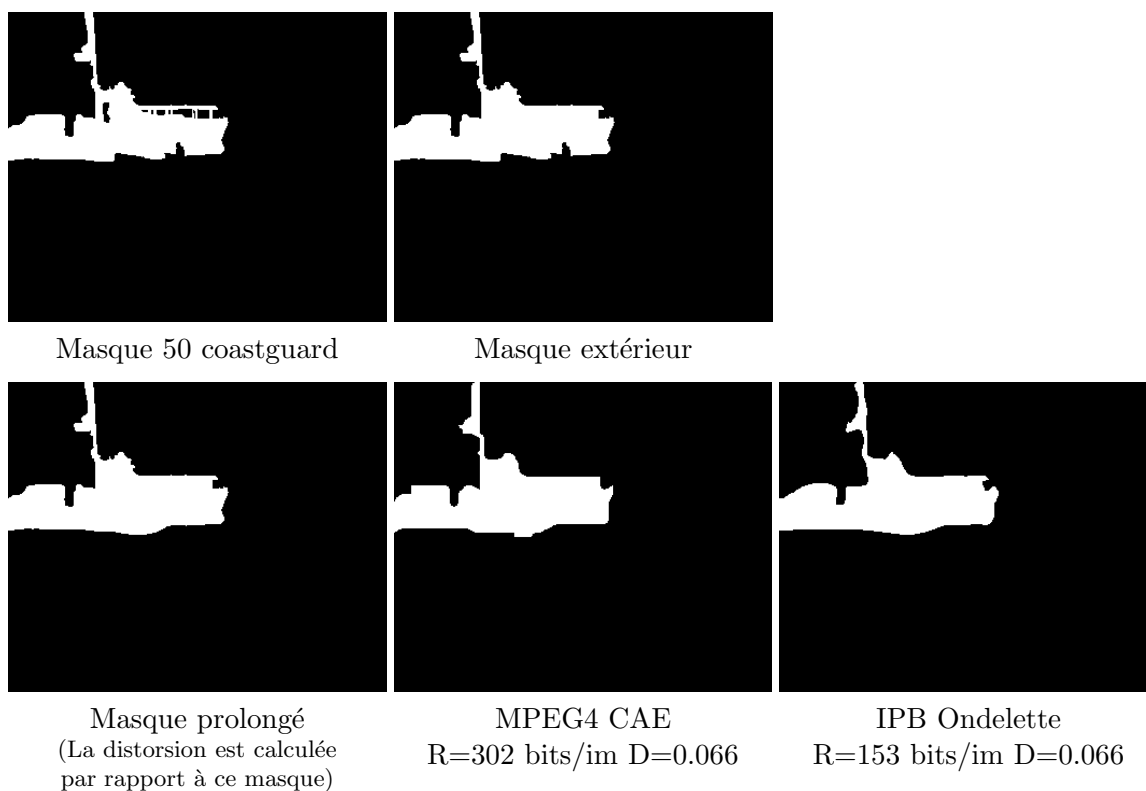 Masque 50 coastguard
Masque extérieur
Masque prolongé
(La distorsion est calculée
par rapport à ce masque)
MPEG4 CAE
R=302 bits/im D=0.066
IPB Ondelette
R=153 bits/im D=0.066